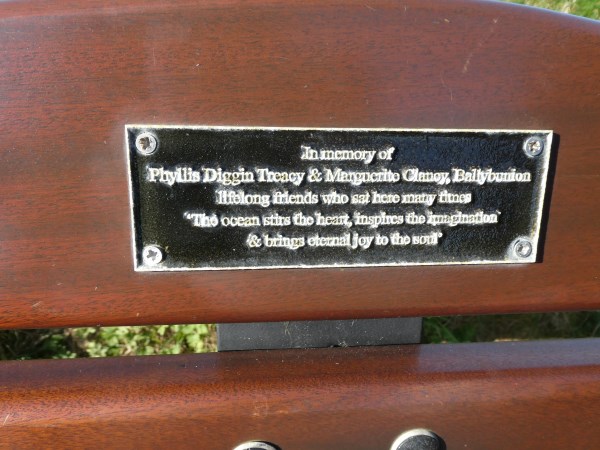 In memory of
Phyllis Diggin Treacy & Marguerite Clancy, Ballybunion
lifelong friends who sat here many times
"The ocean stirs the heart, inspires the imagination
& brings eternal joy to the soul"